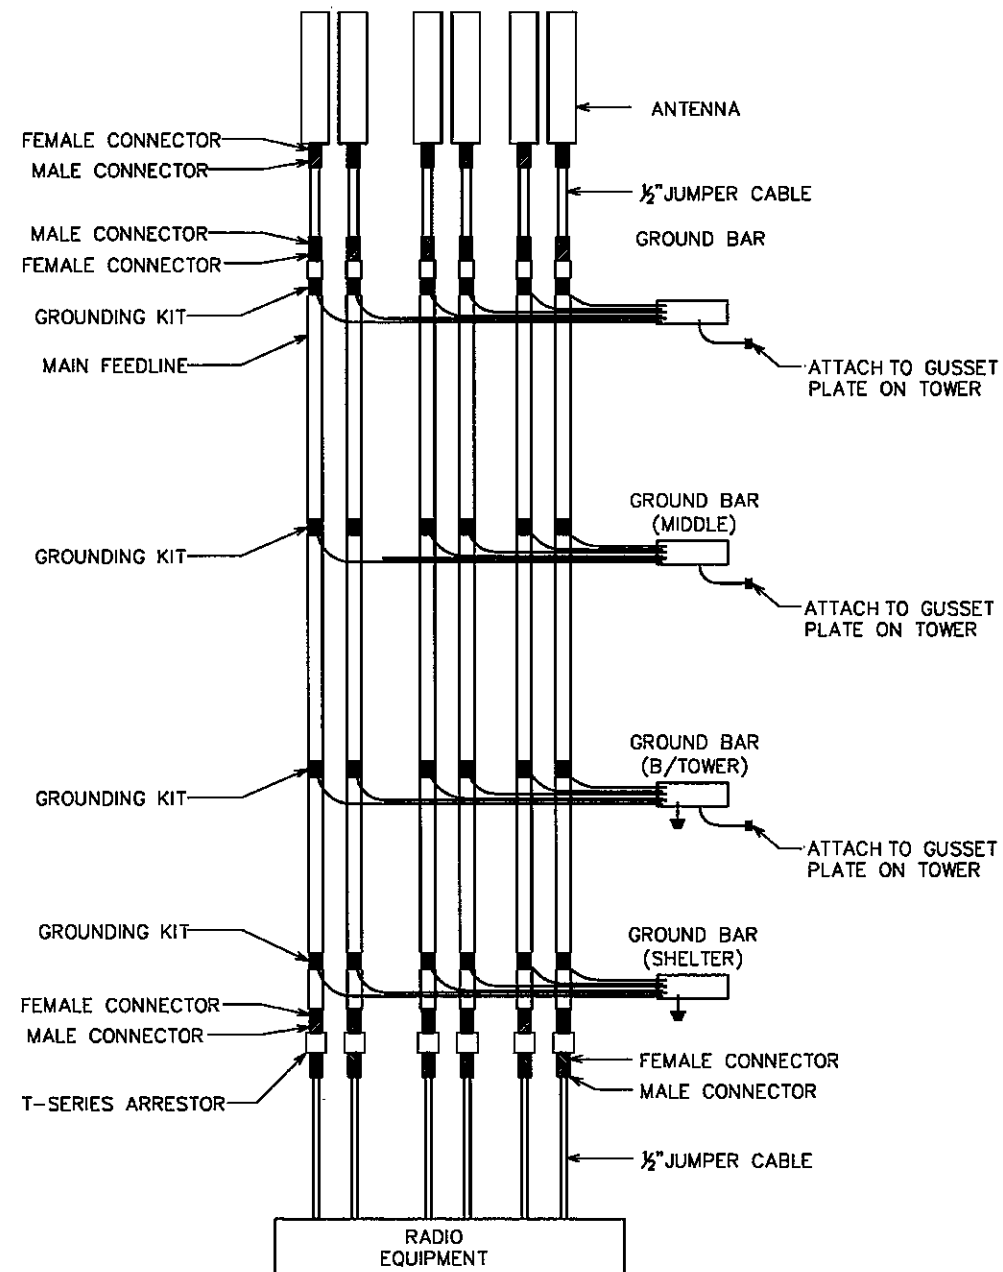 ANTENNA
FEMALE CONNECTOR
MALE CONNECTOR
½" JUMPER CABLE
MALE CONNECTOR
GROUND BAR
FEMALE CONNECTOR
GROUNDING KIT
MAIN FEEDLINE
ATTACH TO GUSSET
PLATE ON TOWER
GROUND BAR
(MIDDLE)
GROUNDING KIT
ATTACH TO GUSSET
PLATE ON TOWER
GROUND BAR
(B/TOWER)
GROUNDING KIT
ATTACH TO GUSSET
PLATE ON TOWER
GROUNDING KIT
GROUND BAR
(SHELTER)
FEMALE CONNECTOR
MALE CONNECTOR
FEMALE CONNECTOR
MALE CONNECTOR
T-SERIES ARRESTOR
½" JUMPER CABLE
RADIO
EQUIPMENT